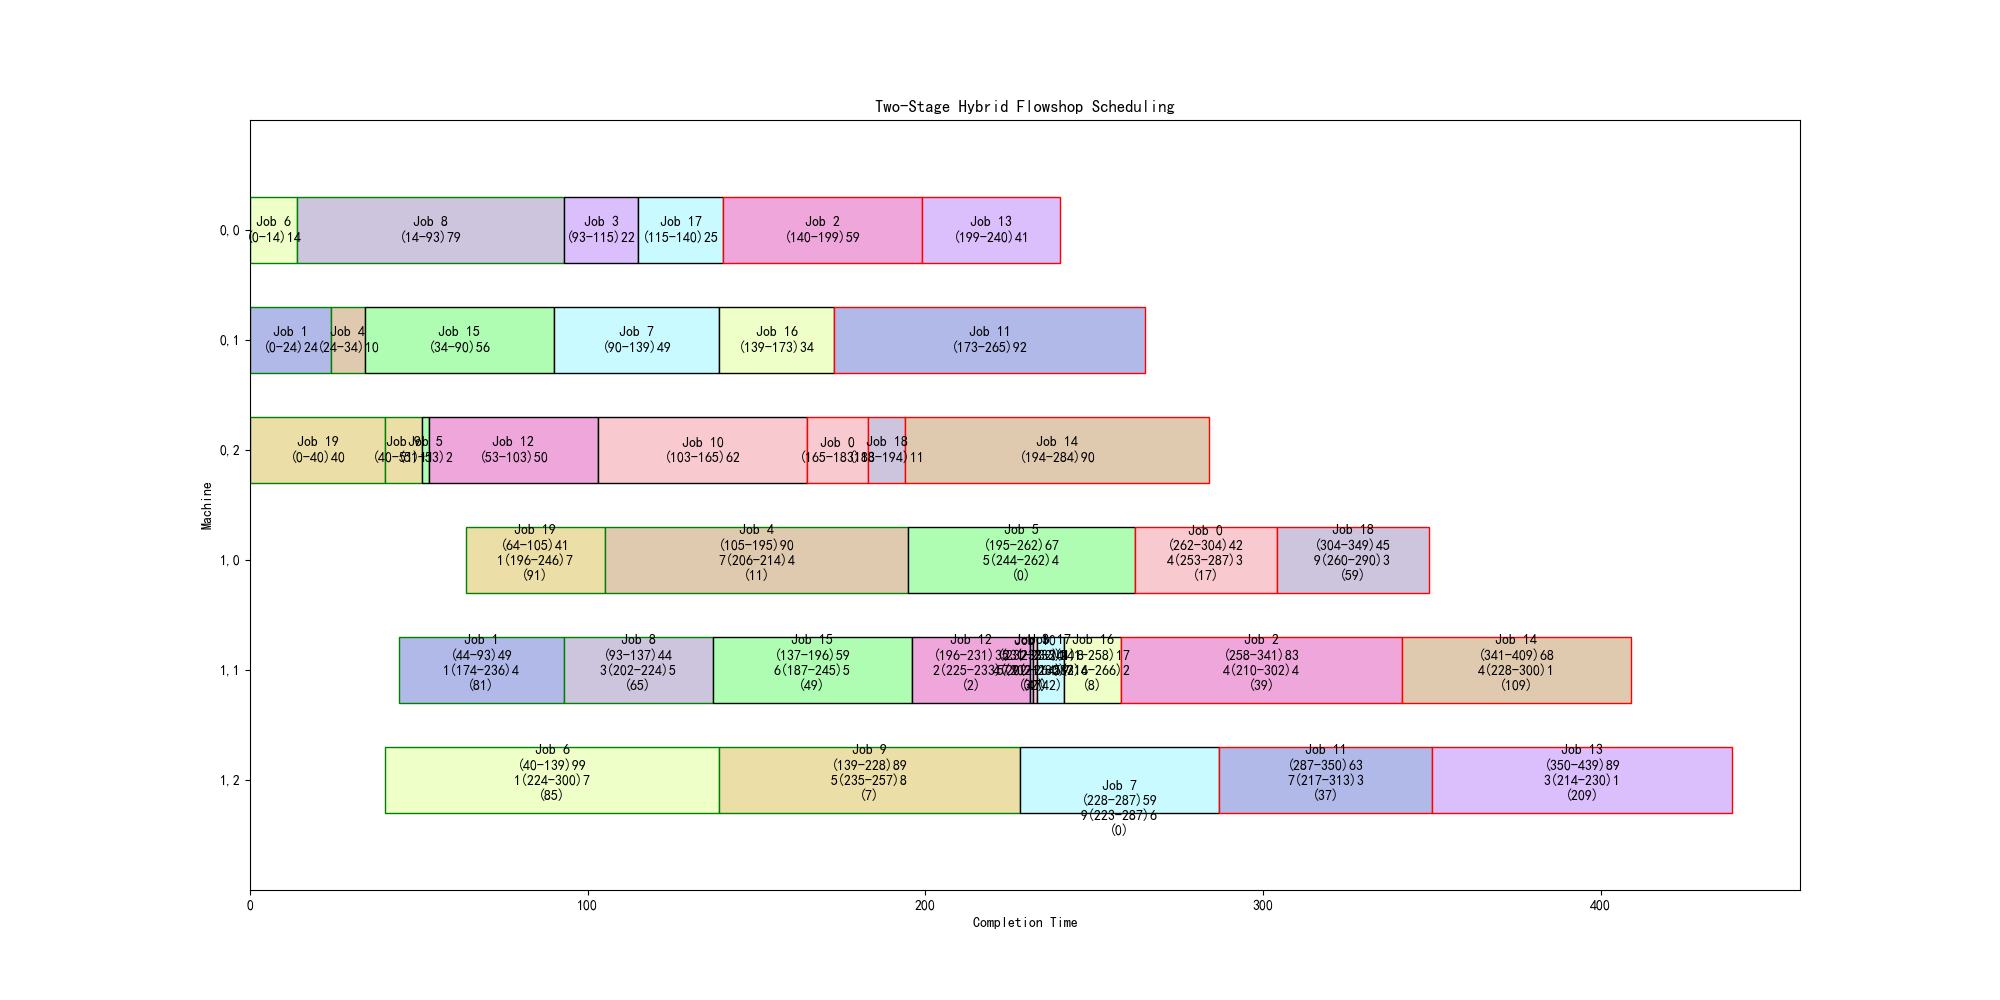 Two-Stage Hybrid Flowshop Scheduling
0,0
Job 6
(0-14)14
Job 8
(14-93)79
Job 3
(93-115)22
Job 17
(115-140)25
Job 2
(140-199)59
Job 13
(199-240)41
0,1
Job 1
(0-24)24
Job 4
(24-34)10
Job 15
(34-90)56
Job 7
(90-139)49
Job 16
(139-173)34
Job 11
(173-265)92
0,2
Job 19
(0-40)40
Job 9
Job 5
Job 12
(53-103)50
Job 10
(103-165)62
Job 0
(165-183)18
Job 18
(183-194)11
Job 14
(194-284)90
Machine
1,0
Job 19
(64-105)41
1(196-246)7
(91)
Job 4
(105-195)90
7(206-214)4
(11)
Job 5
(195-262)67
5(244-262)4
(0)
Job 0
(262-304)42
4(253-287)3
(17)
Job 18
(304-349)45
9(260-290)3
(59)
1,1
Job 1
(44-93)49
1(174-236)4
(81)
Job 8
(93-137)44
3(202-224)5
(65)
Job 15
(137-196)59
6(187-245)5
(49)
Job 12
(196-231)35
2(225-233)
(2)
Job 16
(8)
Job 2
(258-341)83
4(210-302)4
(39)
Job 14
(341-409)68
4(228-300)1
(109)
1,2
Job 6
(40-139)99
1(224-300)7
(85)
Job 9
(139-228)89
5(235-257)8
(7)
Job 7
(228-287)59
9(223-287)6
(0)
Job 11
(287-350)63
7(217-313)3
(37)
Job 13
(350-439)89
3(214-230)1
(209)
0
100
200
300
400
Completion Time